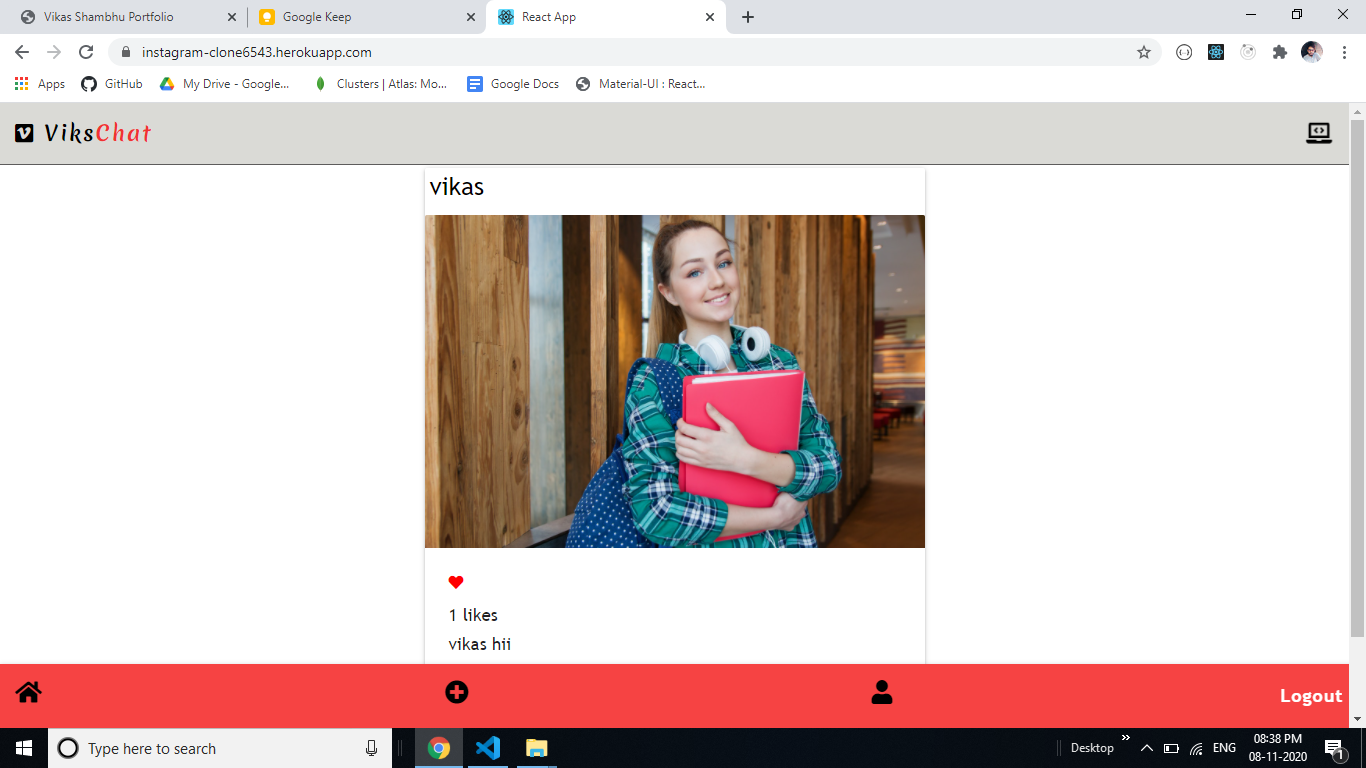 Vikas Shambhu Portfolio
Google Keep
React App
instagram-clone6543.herokuapp.com
Apps
GitHub
My Drive - Google...
Clusters | Atlas: Mo...
Google Docs
Material-UI : React...
ViksChat
vikas
1 likes
vikas hii
Logout
Type here to search
Desktop
ENG
08:38 PM
08-11-2020
1